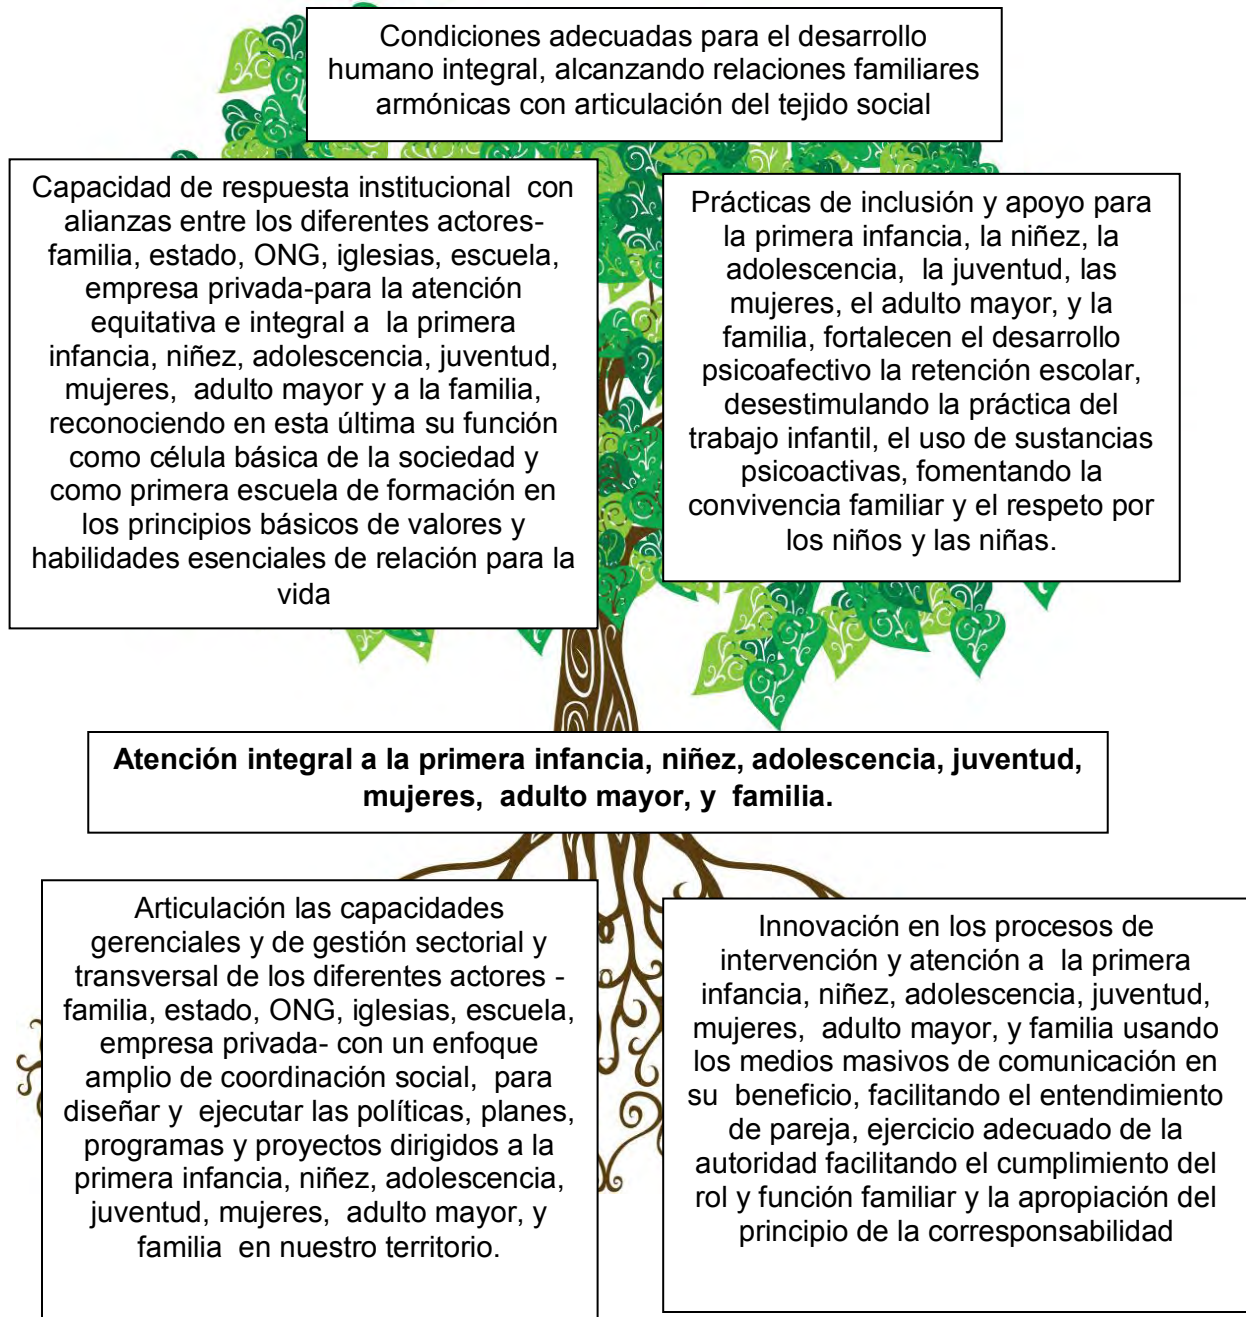 Condiciones adecuadas para el desarrollo
humano integral, alcanzando relaciones familiares
armónicas con articulación del tejido social
Capacidad de respuesta institucional  con
alianzas entre los diferentes actores-
familia, estado, ONG, iglesias, escuela,
empresa privada-para la atención
equitativa e integral a  la primera
infancia, niñez, adolescencia, juventud,
mujeres,  adulto mayor y a la familia,
reconociendo en esta última su función
como célula básica de la sociedad y
como primera escuela de formación en
los principios básicos de valores y
habilidades esenciales de relación para la
vida
Prácticas de inclusión y apoyo para
la primera infancia, la niñez, la
adolescencia,  la juventud, las
mujeres, el adulto mayor, y la
familia, fortalecen el desarrollo
psicoafectivo la retención escolar,
desestimulando la práctica del
trabajo infantil, el uso de sustancias
psicoactivas, fomentando la
convivencia familiar y el respeto por
los niños y las niñas.
Atención integral a la primera infancia, niñez, adolescencia, juventud,
mujeres,  adulto mayor, y  familia.
Articulación las capacidades
gerenciales y de gestión sectorial y
transversal de los diferentes actores -
familia, estado, ONG, iglesias, escuela,
empresa privada- con un enfoque
amplio de coordinación social,  para
diseñar y  ejecutar las políticas, planes,
programas y proyectos dirigidos a la
primera infancia, niñez, adolescencia,
juventud, mujeres,  adulto mayor, y
familia  en nuestro territorio.
Innovación en los procesos de
intervención y atención a  la primera
infancia, niñez, adolescencia, juventud,
mujeres,  adulto mayor, y familia usando
los medios masivos de comunicación en
su  beneficio, facilitando el entendimiento
de pareja, ejercicio adecuado de la
autoridad facilitando el cumplimiento del
rol y función familiar y la apropiación del
principio de la corresponsabilidad